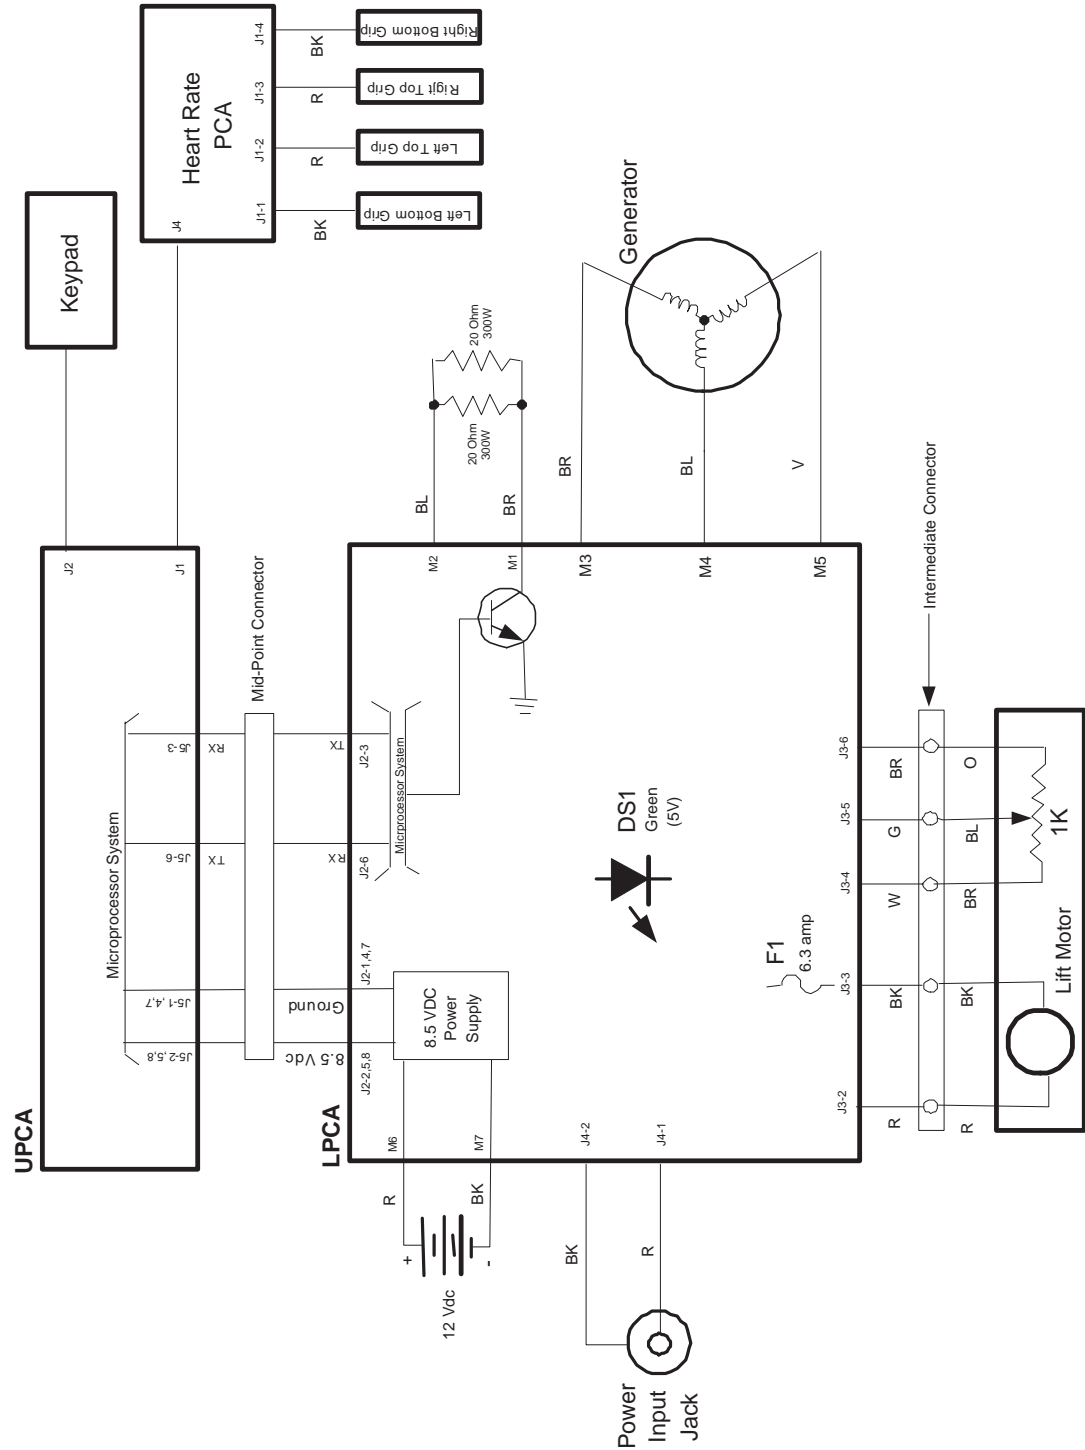 UPCA
Microprocessor System
J5-2,5,8
J5-1,4,7
J5-6
J5-3
TX
RX
J2
J1
Keypad
Heart Rate
PCA
J4
J1-1
J1-2
J1-3
J1-4
BK
R
R
BK
Left Bottom Grip
Left Top Grip
Rigjt Top Grip
Right Bottom Grip
Mid-Point Connector
8.5 Vdc
Ground
RX
TX
LPCA
J2-2,5,8
J2-1,4,7
J2-6
J2-3
Micrprocessor System
8.5 VDC
Power
Supply
M6
M7
R
BK
+
-
12 Vdc
M2
M1
BL
BR
20 Ohm
300W
20 Ohm
300W
M3
M4
M5
BR
BL
V
Generator
DS1
Green
(5V)
F1
6.3 amp
J4-2
J4-1
BK
R
Power
Input
Jack
J3-2
J3-3
J3-4
J3-5
J3-6
R
BK
W
G
BR
Intermediate Connector
R
BK
BR
BL
O
Lift Motor
1K